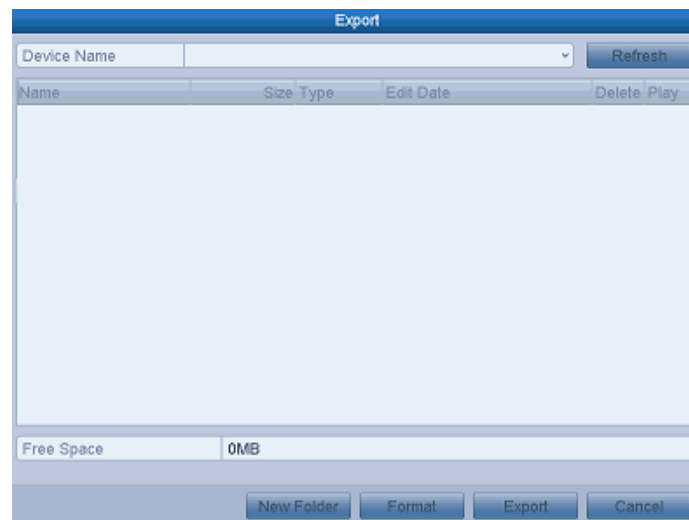 Export
Device Name Refresh
Name Size Type Edit Date Delete Play
Free Space 0MB
New Folder Format Export Cancel